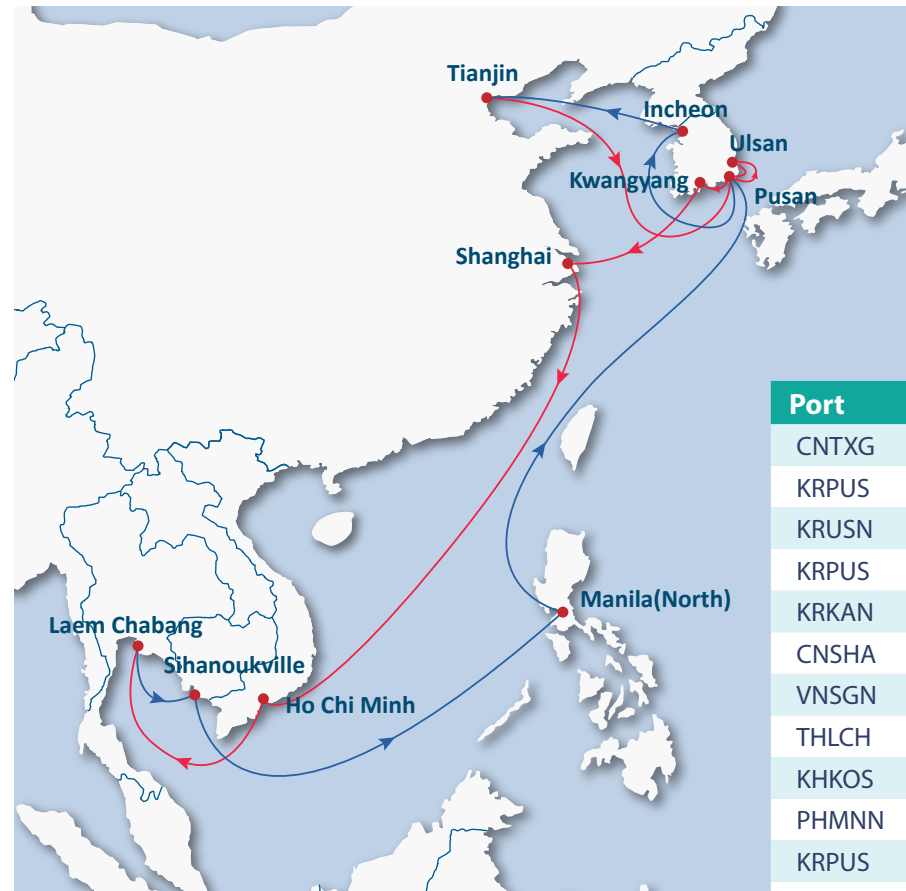 Tianjin
Incheon
Ulsan
Kwangyang
Pusan
Shanghai
Manila(North)
Laem Chabang
Sihanoukville
Ho Chi Minh
Port
CNTXG
KRPUS
KRUSN
KRPUS
KRKAN
CNSHA
VNSGN
THLCH
KHKOS
PHMNN
KRPUS